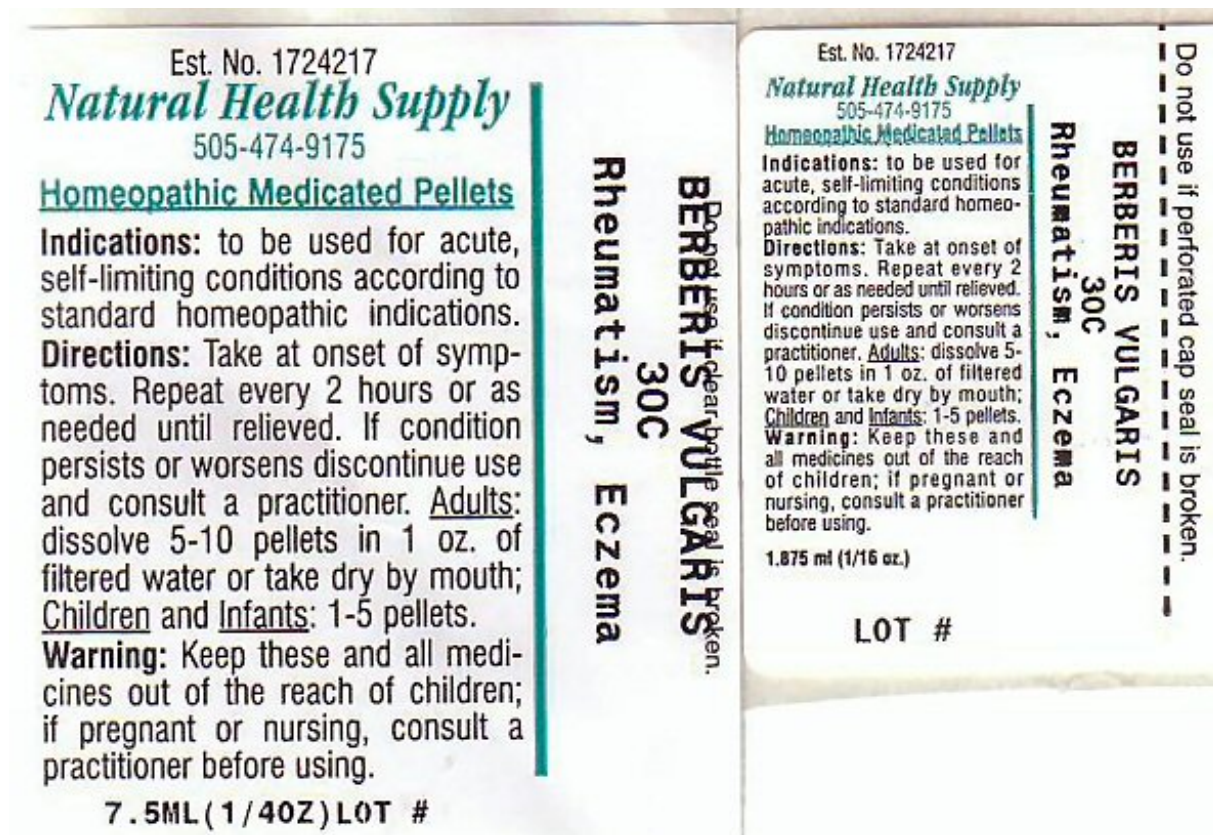 Est. No. 1724217
Natural Health Supply
505-474-9175
Homeopathic Medicated Pellets
Indications: to be used for acute,
self-limiting conditions according to
standard homeopathic indications.
Directions: Take at onset of symp-
toms. Repeat every 2 hours or as
needed until relieved. If condition
persists or worsens discontinue use
and consult a practitioner. Adults:
dissolve 5-10 pellets in 1 oz. of
filtered water or take dry by mouth;
Children and Infants: 1-5 pellets.
Warning: Keep these and all medi-
cines out of the reach of children;
if pregnant or nursing, consult a
practitioner before using.
7.5ML(1/4OZ)LOT #
BERBERIS VULGARIS
30C
Rheumatism, Eczema
Do not use if clear bottle seal is broken.
Est. No. 1724217
Natural Health Supply
505-474-9175
Homeopathic Medicated Pellets
Indications: to be used for
acute, self-limiting conditions
according to standard homeo-
pathic indications.
Directions: Take at onset of
symptoms. Repeat every 2
hours or as needed until relieved.
If condition persists or worsens
discontinue use and consult a
practitioner. Adults: dissolve 5-
10 pellets in 1 oz. of filtered
water or take dry by mouth;
Children and Infants: 1-5 pellets.
Warning: Keep these and
all medicines out of the reach
of children; if pregnant or
nursing, consult a practitioner
before using.
1.875 ml (1/16 oz.)
LOT #
BERBERIS VULGARIS
30C
Rheumatism, Eczema
Do not use if perforated cap seal is broken.